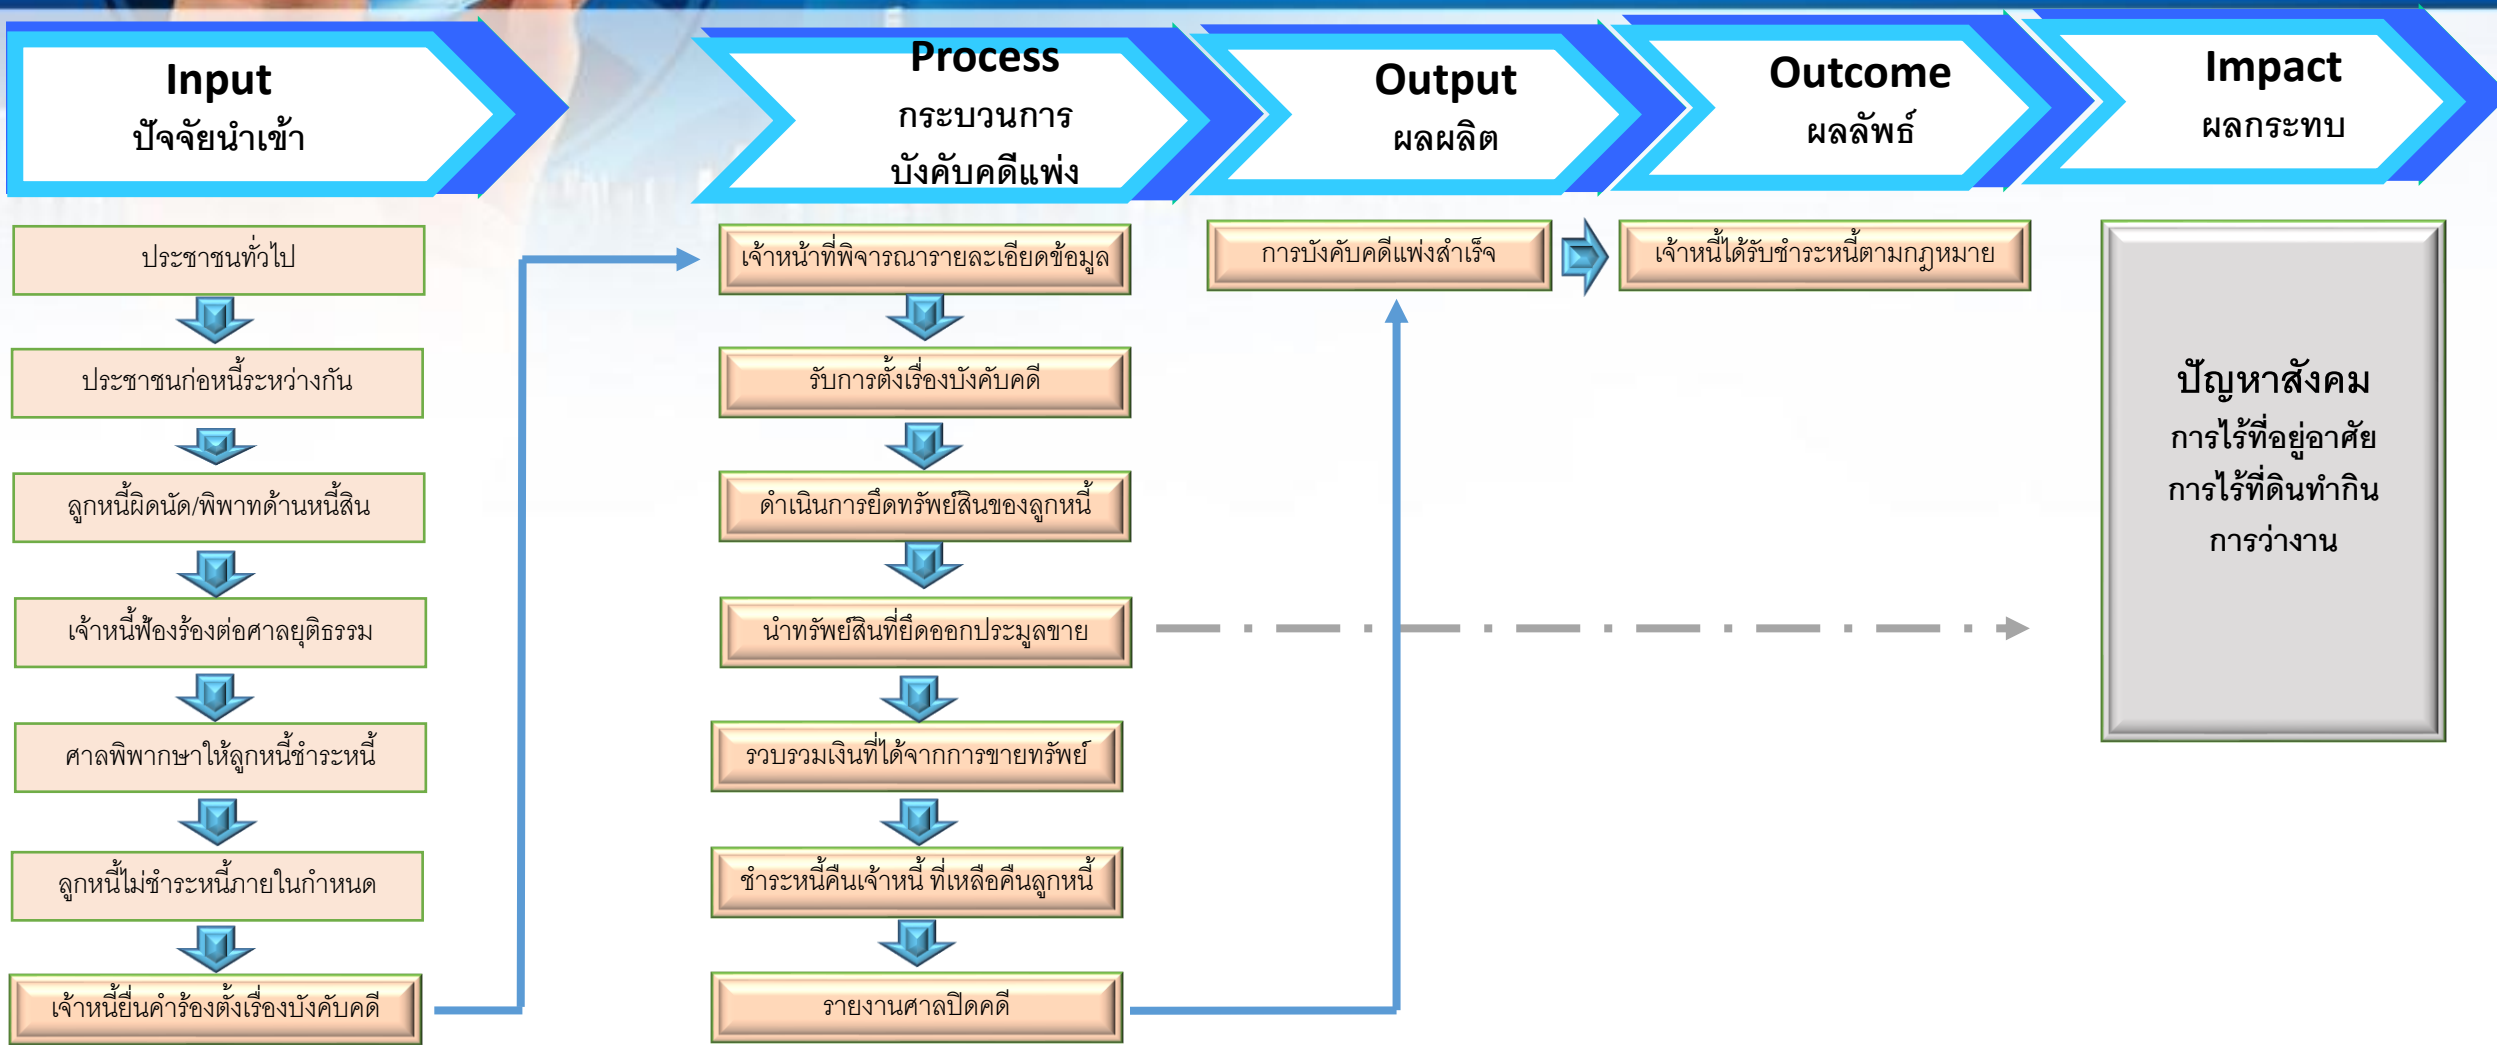 Input
ปัจจัยนำเข้า
Process
กระบวนการ
บังคับคดีแพ่ง
Output
ผลผลิต
Outcome
ผลลัพธ์
Impact
ผลกระทบ
ประชาชนทั่วไป
ประชาชนก่อหนี้ระหว่างกัน
ลูกหนี้ผิดนัด/พิพาทด้านหนี้สิน
เจ้าหนี้ฟ้องร้องต่อศาลยุติธรรม
ศาลพิพากษาให้ลูกหนี้ชำระหนี้
ลูกหนี้ไม่ชำระหนี้ภายในกำหนด
เจ้าหนี้ยื่นคำร้องตั้งเรื่องบังคับคดี
เจ้าหน้าที่พิจารณารายละเอียดข้อมูล
รับการตั้งเรื่องบังคับคดี
ดำเนินการยึดทรัพย์สินของลูกหนี้
นำทรัพย์สินที่ยึดออกประมูลขาย
รวบรวมเงินที่ได้จากการขายทรัพย์
ชำระหนี้คืนเจ้าหนี้ ที่เหลือคืนลูกหนี้
รายงานศาลปิดคดี
การบังคับคดีแพ่งสำเร็จ
เจ้าหนี้ได้รับชำระหนี้ตามกฎหมาย
ปัญหาสังคม
การไร้ที่อยู่อาศัย
การไร้ที่ดินทำกิน
การว่างาน